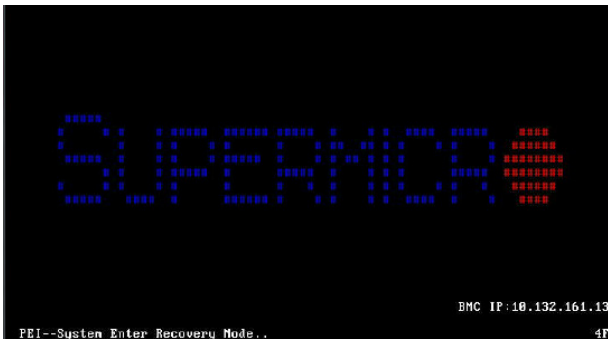 SUPERMICRO
BMC IP:10.132.161.13
PEI--System Enter Recovery Mode..
4F